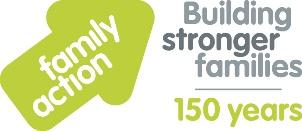 family
action
Building
stronger
families
150 years